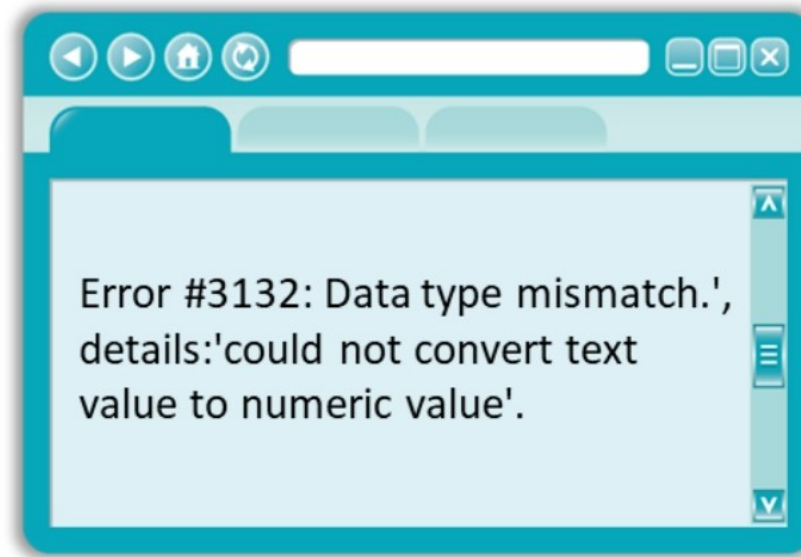 Error #3132: Data type mismatch.',
details:'could not convert text
value to numeric value'.